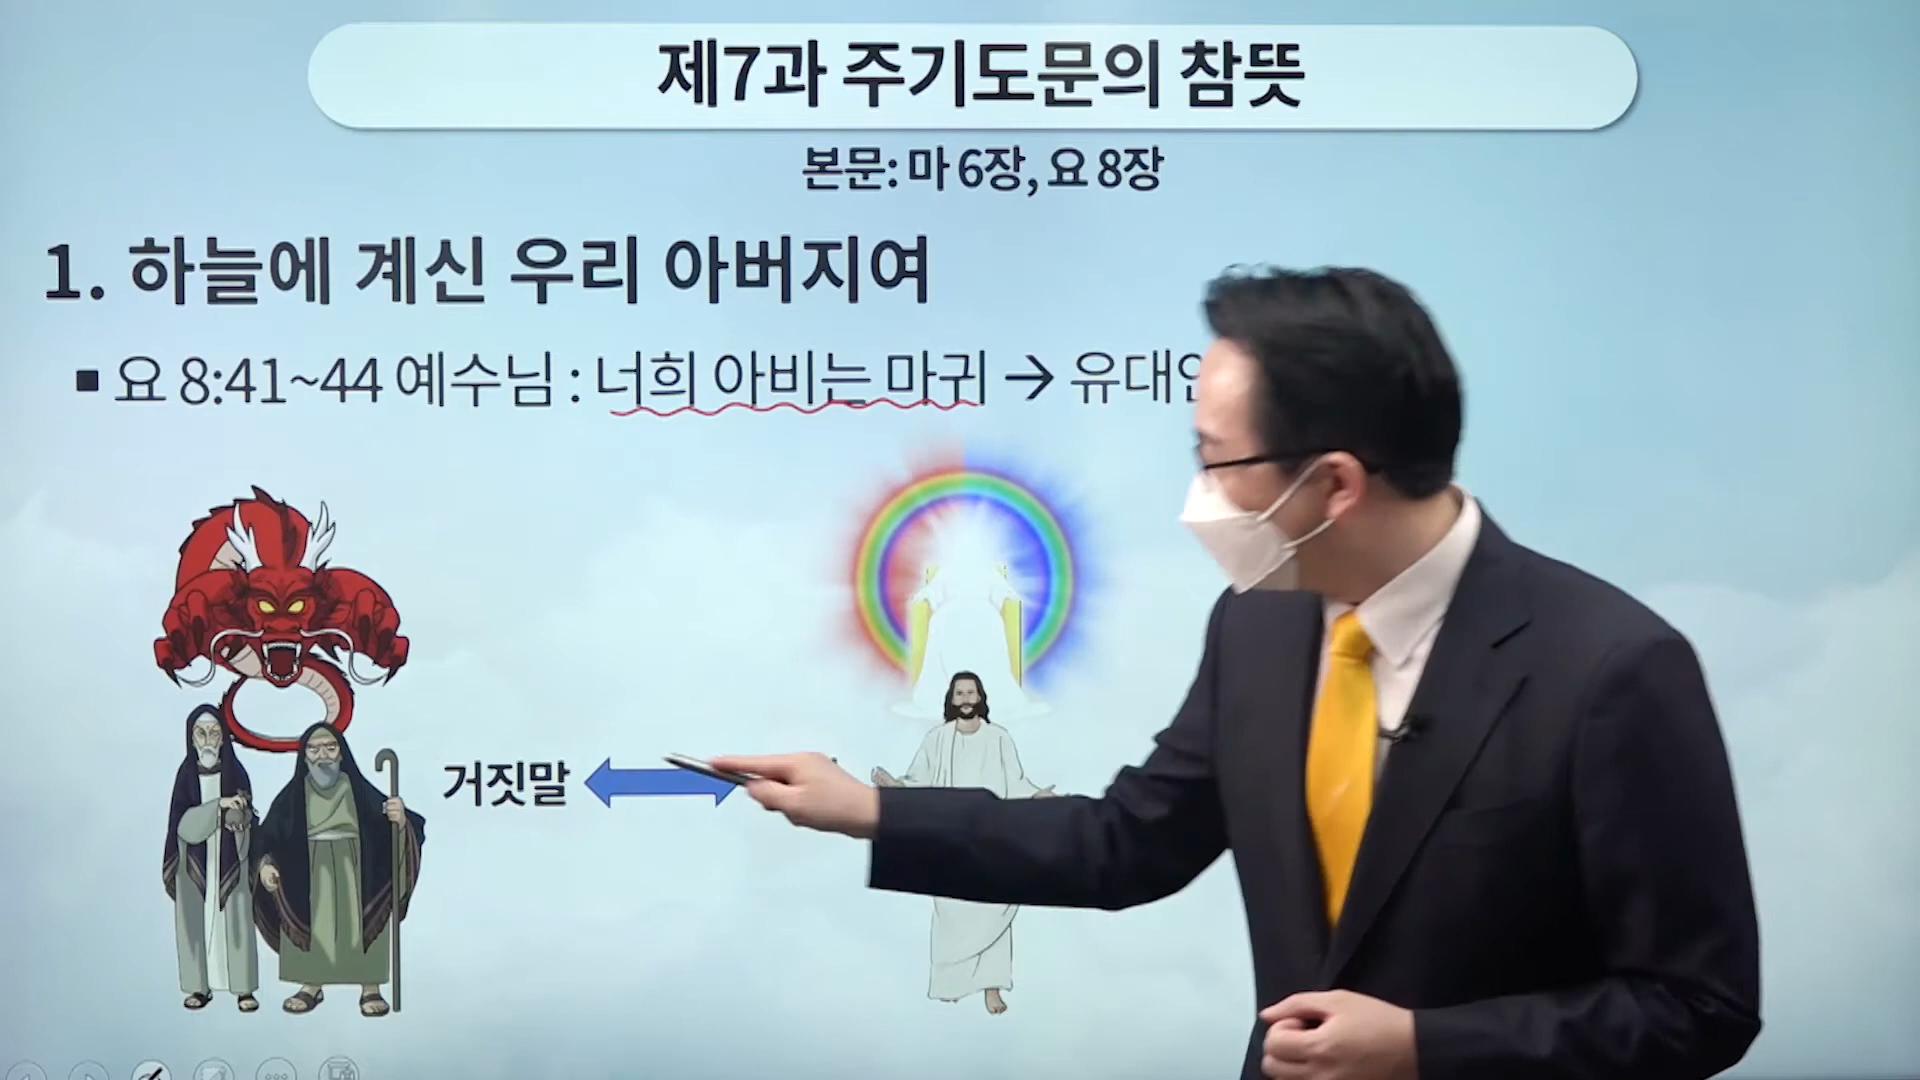 제7과 주기도문의 참뜻
본문: 마 6장, 요 8장
1. 하늘에 계신 우리 아버지여
▪ 요 8:41~44 예수님 : 너희 아비는 마귀 → 유대
거짓말